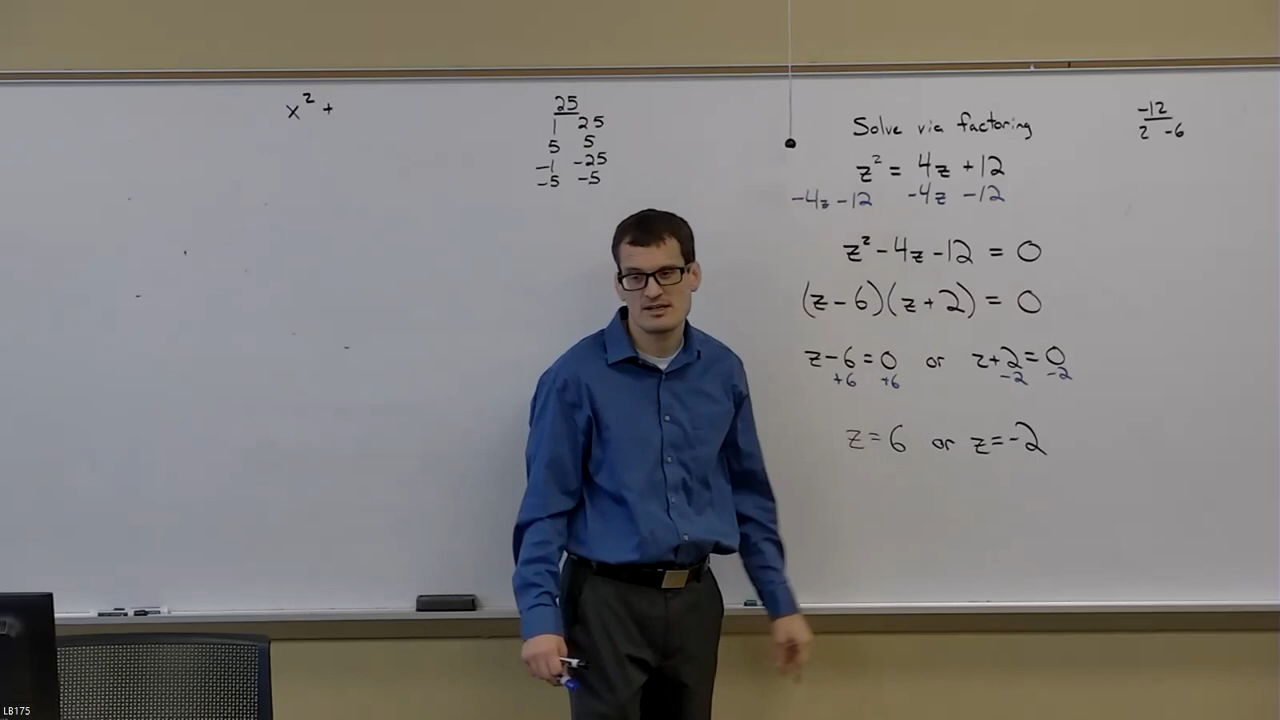 x² +
25
1 25
5 5
-1 -25
-5 -5
Solve via factoring
z² = 4z + 12
-4z -12 -4z -12
z² - 4z - 12 = 0
(z - 6)(z + 2) = 0
z - 6 = 0 or z + 2 = 0
+6 +6 -2 -2
z = 6 or z = -2
-12
2 -6
LB175